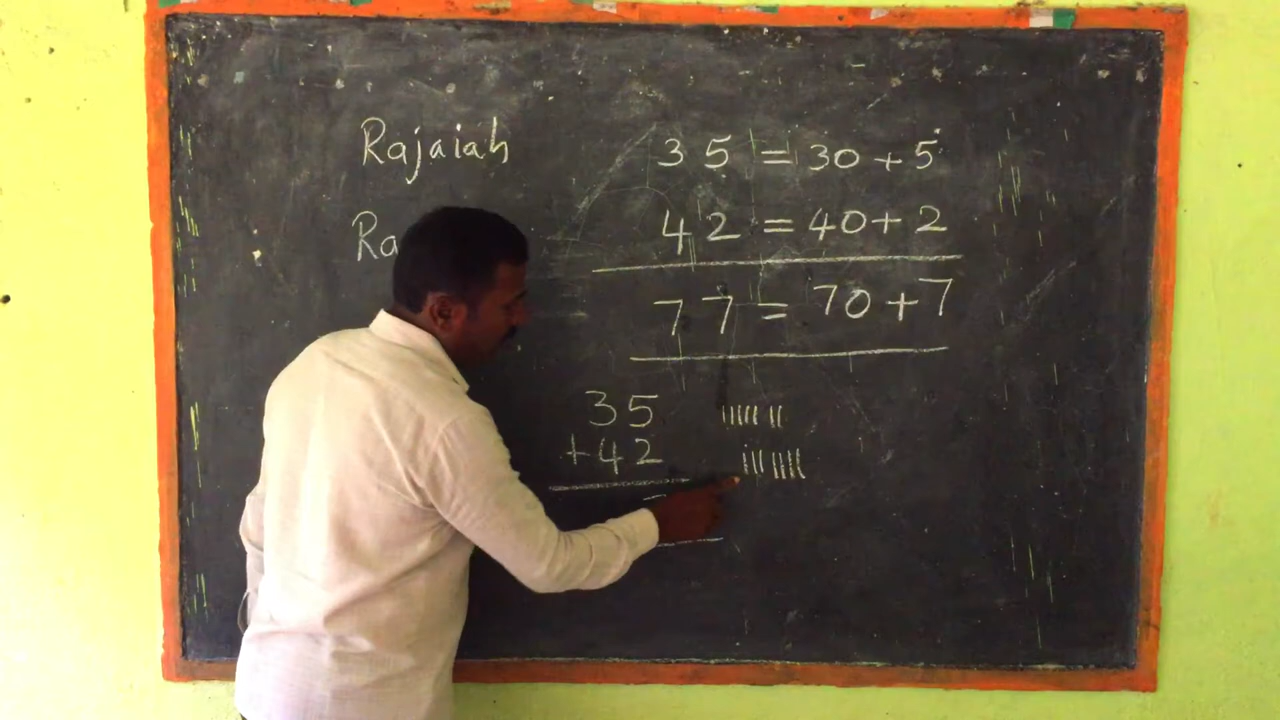 Rajaiah 35 = 30 + 5
42 = 40 + 2
77 = 70 + 7
35
+ 42